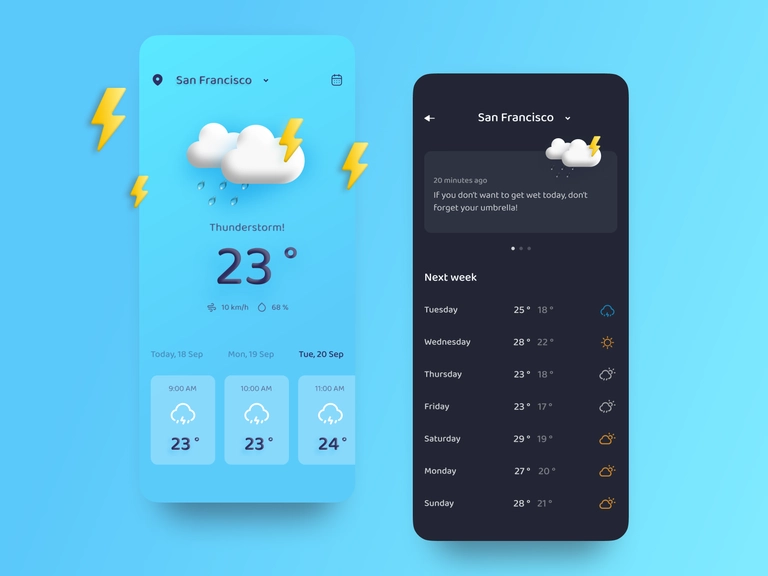 San Francisco
Thunderstorm!
23°
10 km/h 68 %
Today, 18 Sep Mon, 19 Sep Tue, 20 Sep
9:00 AM 10:00 AM 11:00 AM
23° 23° 24°
San Francisco
20 minutes ago
If you don't want to get wet today, don't
forget your umbrella!
Next week
Tuesday 25° 18°
Wednesday 28° 22°
Thursday 23° 18°
Friday 23° 17°
Saturday 29° 19°
Monday 27° 20°
Sunday 28° 21°